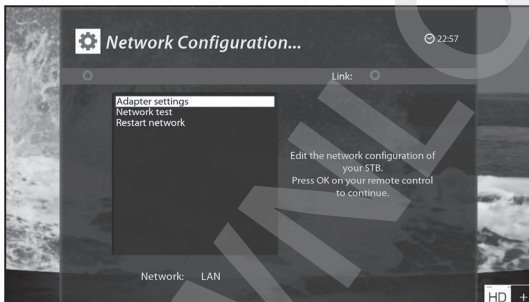 Network Configuration...
22:57
Link:
Adapter settings
Network test
Restart network
Edit the network configuration of
your STB.
Press OK on your remote control
to continue.
Network: LAN
HD +